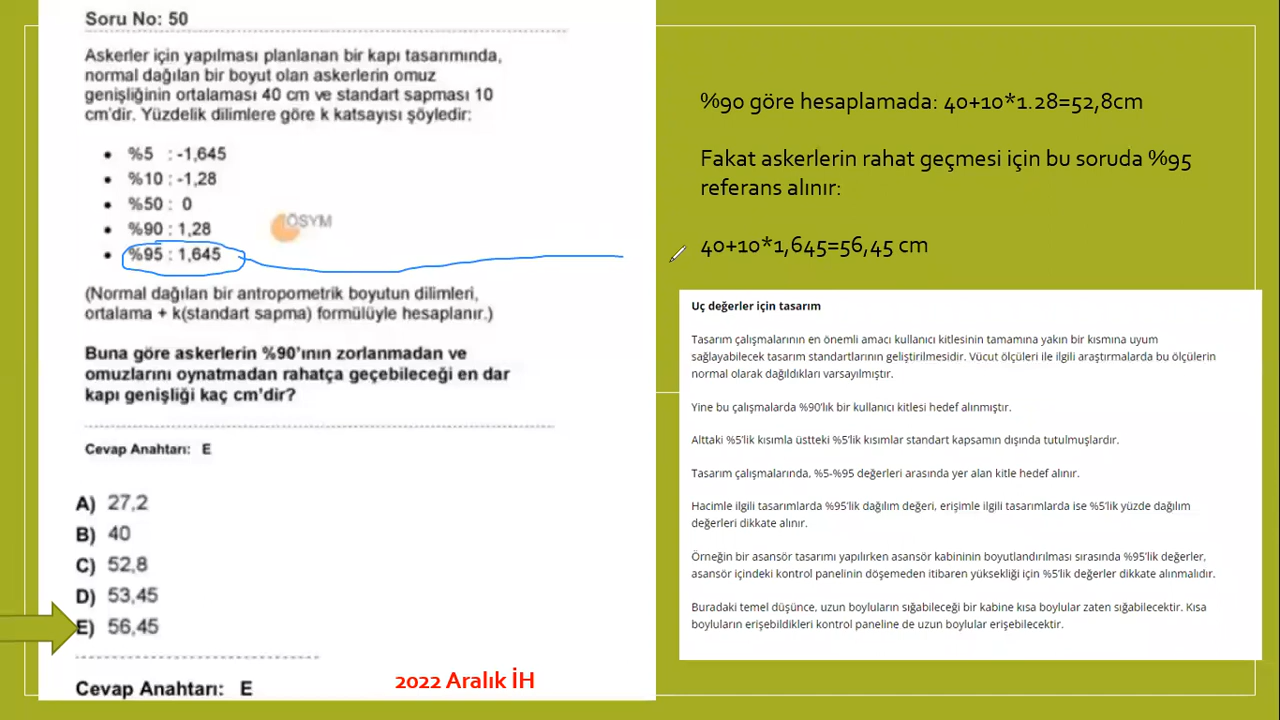 Soru No: 50
Askerler için yapılması planlanan bir kapı tasarımında,
normal dağılan bir boyut olan askerlerin omuz
genişliğinin ortalaması 40 cm ve standart sapması 10
cm'dir. Yüzdelik dilimlere göre k katsayısı şöyledir:
• %5 : -1,645
• %10 : -1,28
• %50 : 0
• %90 : 1,28
• %95 : 1,645
ÖSYM
(Normal dağılan bir antropometrik boyutun dilimleri,
ortalama + k(standart sapma) formülüyle hesaplanır.)
Buna göre askerlerin %90'ının zorlanmadan ve
omuzlarını oynatmadan rahatça geçebileceği en dar
kapı genişliği kaç cm'dir?
Cevap Anahtarı: E
A) 27,2
B) 40
C) 52,8
D) 53,45
E) 56,45
Cevap Anahtarı: E
2022 Aralık İH
%90 göre hesaplamada: 40+10*1.28=52,8cm
Fakat askerlerin rahat geçmesi için bu soruda %95
referans alınır:
40+10*1,645=56,45 cm
Uç değerler için tasarım
Tasarım çalışmalarının en önemli amacı kullanıcı kitlesinin tamamına yakın bir kısmına uyum
sağlayabilecek tasarım standartlarının geliştirilmesidir. Vücut ölçüleri ile ilgili araştırmalarda bu ölçülerin
normal olarak dağıldıkları varsayılmıştır.
Yine bu çalışmalarda %90'lık bir kullanıcı kitlesi hedef alınmıştır.
Alttaki %5'lik kısımla üstteki %5'lik kısımlar standart kapsamın dışında tutulmuşlardır.
Tasarım çalışmalarında, %5-%95 değerleri arasında yer alan kitle hedef alınır.
Hacimle ilgili tasarımlarda %95'lik dağılım değeri, erişimle ilgili tasarımlarda ise %5'lik yüzde dağılım
değerleri dikkate alınır.
Örneğin bir asansör tasarımı yapılırken asansör kabininin boyutlandırılması sırasında %95'lik değerler,
asansör içindeki kontrol panelinin döşemeden itibaren yüksekliği için %5'lik değerler dikkate alınmalıdır.
Buradaki temel düşünce, uzun boyluların sığabileceği bir kabine kısa boylular zaten sığabilecektir. Kısa
boyluların erişebildikleri kontrol paneline de uzun boylular erişebilecektir.